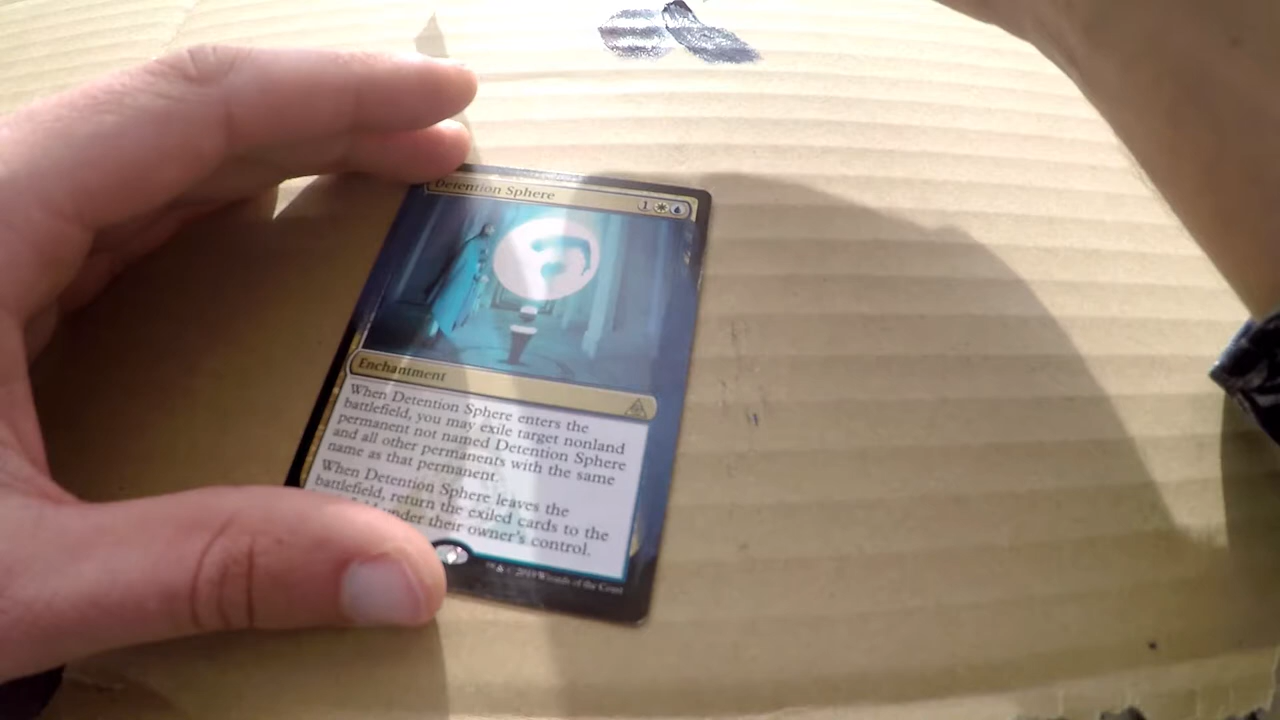 Detention Sphere
1
Enchantment
When Detention Sphere enters the
battlefield, you may exile target nonland
permanent not named Detention Sphere
and all other permanents with the same
name as that permanent.
When Detention Sphere leaves the
battlefield, return the exiled cards to the
under their owner's control.
2019 Wizards of the Coast